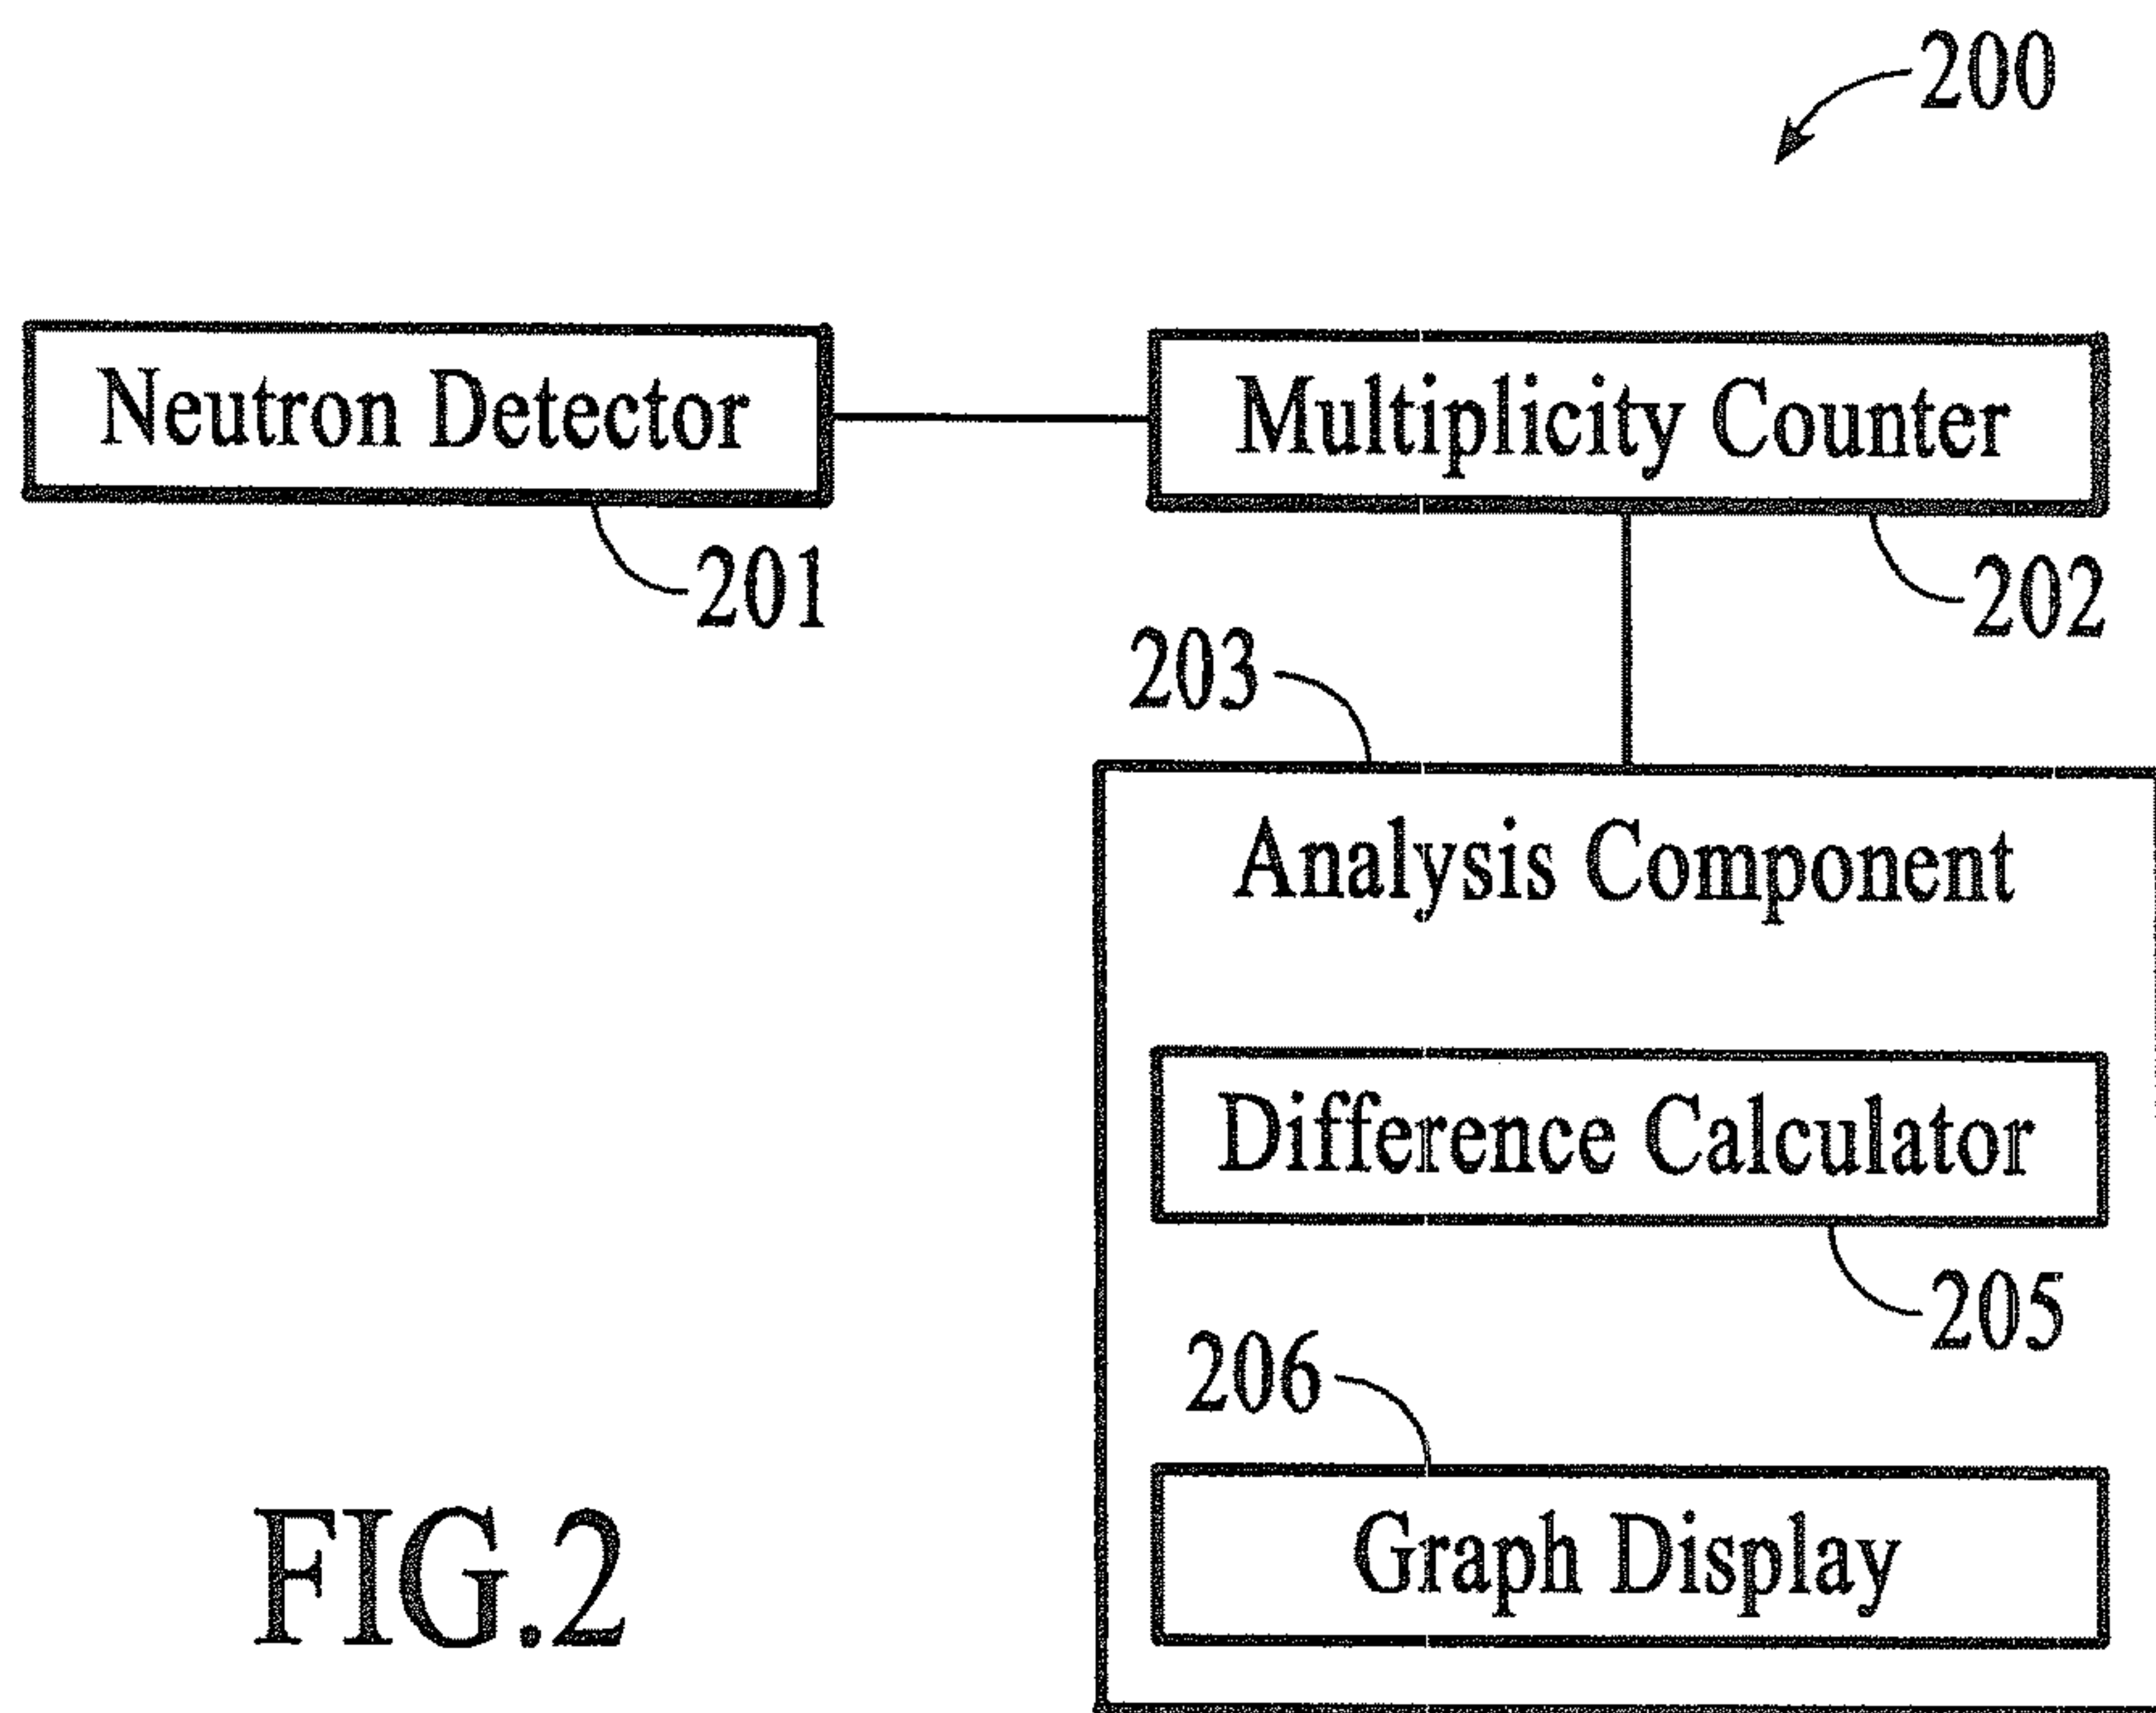 200
Neutron Detector
Multiplicity Counter
201
202
203
Analysis Component
Difference Calculator
205
206
Graph Display
FIG.2